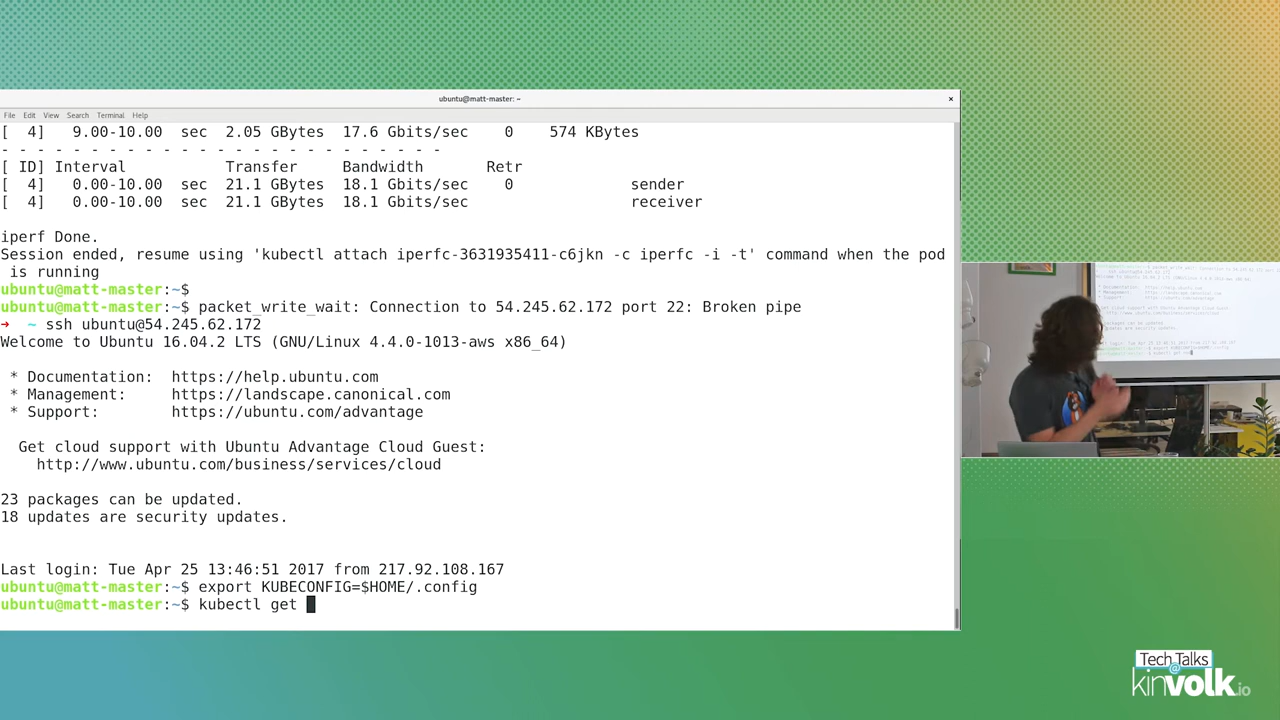 ubuntu@matt-master: ~
File Edit View Search Terminal Help
[  4]   9.00-10.00  sec  2.05 GBytes  17.6 Gbits/sec    0    574 KBytes
- - - - - - - - - - - - - - - - - - - - - - - - -
[ ID] Interval           Transfer     Bandwidth       Retr
[  4]   0.00-10.00  sec  21.1 GBytes  18.1 Gbits/sec    0             sender
[  4]   0.00-10.00  sec  21.1 GBytes  18.1 Gbits/sec                  receiver
iperf Done.
Session ended, resume using 'kubectl attach iperfc-3631935411-c6jkn -c iperfc -i -t' command when the pod
is running
ubuntu@matt-master:~$
ubuntu@matt-master:~$ packet_write_wait: Connection to 54.245.62.172 port 22: Broken pipe
➜  ~ ssh ubuntu@54.245.62.172
Welcome to Ubuntu 16.04.2 LTS (GNU/Linux 4.4.0-1013-aws x86_64)
* Documentation:  https://help.ubuntu.com
* Management:     https://landscape.canonical.com
* Support:        https://ubuntu.com/advantage
Get cloud support with Ubuntu Advantage Cloud Guest:
http://www.ubuntu.com/business/services/cloud
23 packages can be updated.
18 updates are security updates.
Last login: Tue Apr 25 13:46:51 2017 from 217.92.108.167
ubuntu@matt-master:~$ export KUBECONFIG=$HOME/.config
ubuntu@matt-master:~$ kubectl get
Tech Talks
@
kinvolk.io